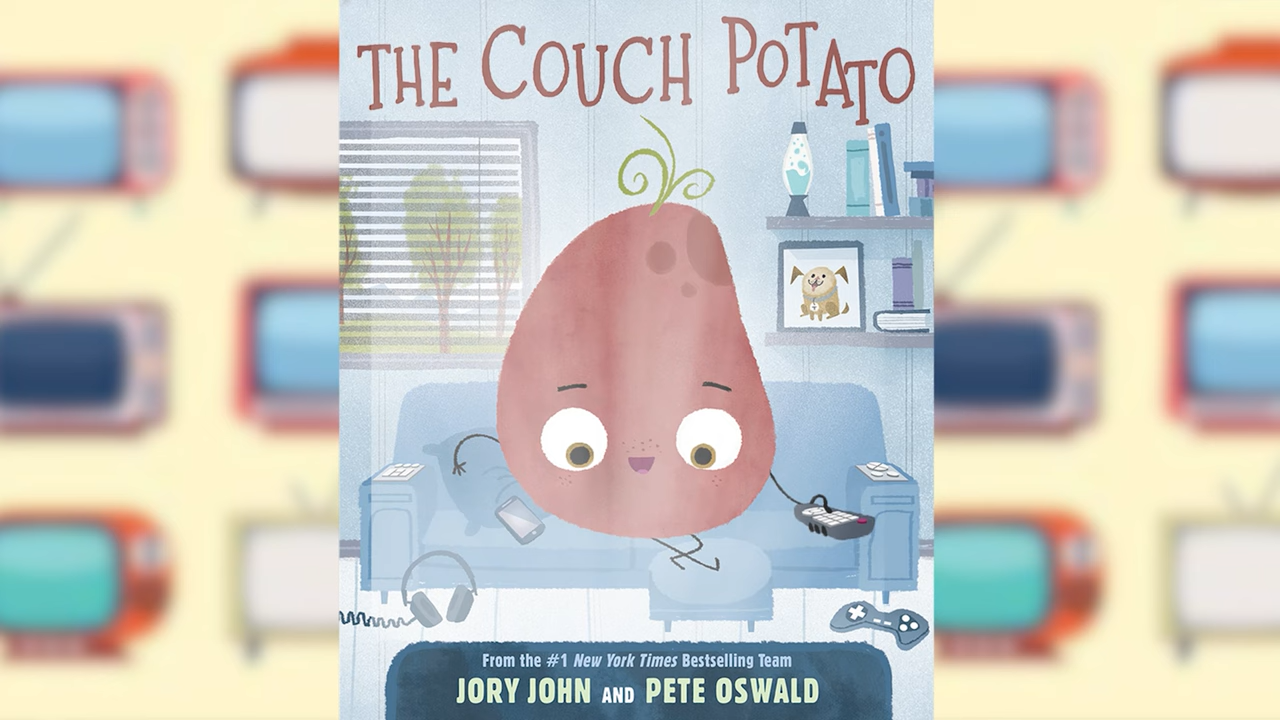 THE COUCH POTATO
From the #1 New York Times Bestselling Team
JORY JOHN AND PETE OSWALD